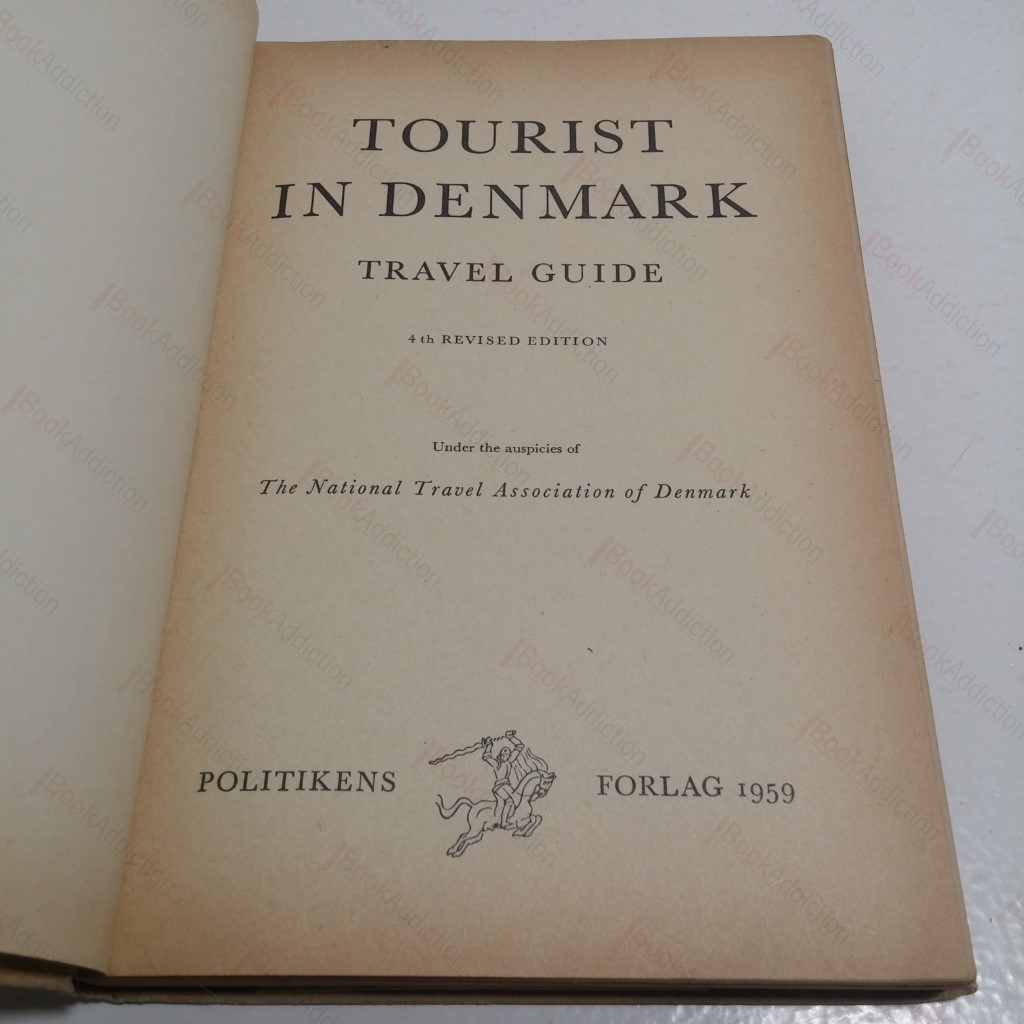 TOURIST
IN DENMARK
TRAVEL GUIDE
4th REVISED EDITION
Under the auspicies of
The National Travel Association of Denmark
POLITIKENS FORLAG 1959
BookAddiction